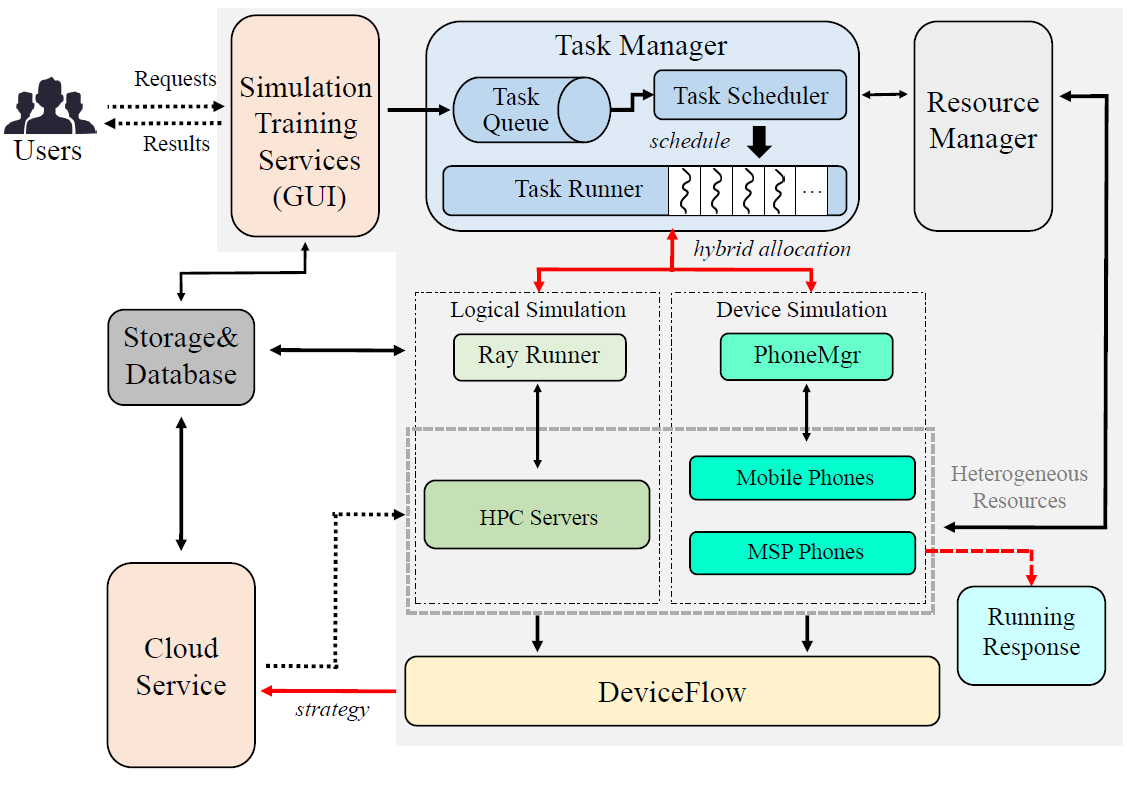 Requests
Results
Users
Simulation
Training
Services
(GUI)
Task Manager
Task
Queue
Task Scheduler
schedule
Task Runner
...
Resource
Manager
hybrid allocation
Logical Simulation
Ray Runner
HPC Servers
Device Simulation
PhoneMgr
Mobile Phones
MSP Phones
Heterogeneous
Resources
Storage&
Database
Cloud
Service
strategy
DeviceFlow
Running
Response